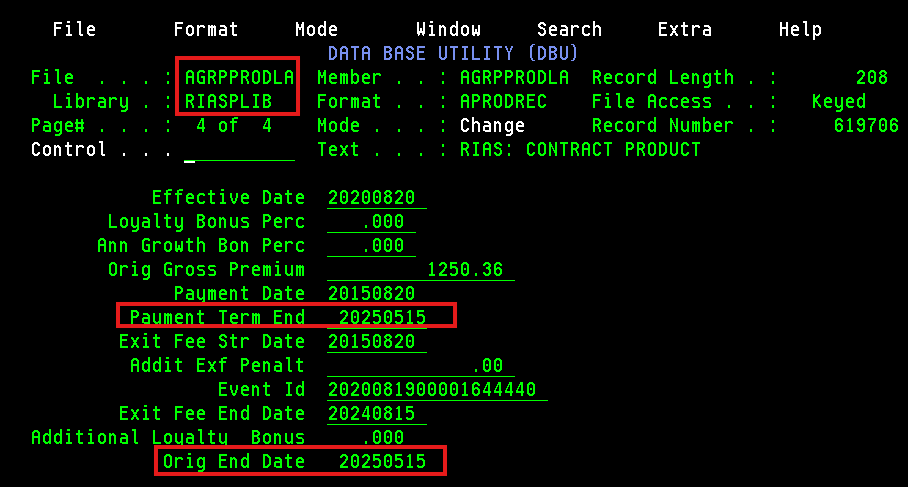 File Format Mode Window Search Extra Help
DATA BASE UTILITY (DBU)
File . . . : AGRPPRODLA Member . . : AGRPPRODLA Record Length . : 208
Library . : RIASPLIB Format . . : APRODREC File Access . . : Keyed
Page# . . . : 4 of 4 Mode . . . : Change Record Number . : 619706
Control . . . Text . . . : RIAS: CONTRACT PRODUCT
Effective Date 20200820
Loyalty Bonus Perc .000
Ann Growth Bon Perc .000
Orig Gross Premium 1250.36
Payment Date 20150820
Paument Term End 20250515
Exit Fee Str Date 20150820
Addit Exf Penalt .00
Event Id 2020081900001644440
Exit Fee End Date 20240815
Additional Loyalty Bonus .000
Orig End Date 20250515